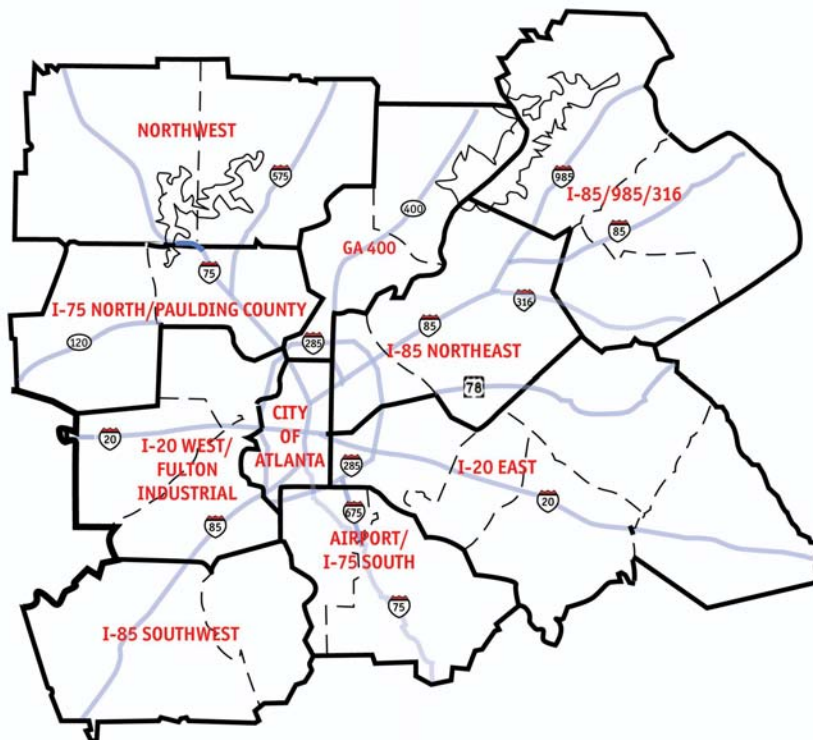 NORTHWEST
575
985
I-85/985/316
400
85
GA 400
75
I-75 NORTH/PAULDING COUNTY
316
85
120
285
I-85 NORTHEAST
78
CITY
OF
ATLANTA
20
I-20 WEST/
FULTON
INDUSTRIAL
285
I-20 EAST
20
85
675
AIRPORT/
I-75 SOUTH
75
I-85 SOUTHWEST